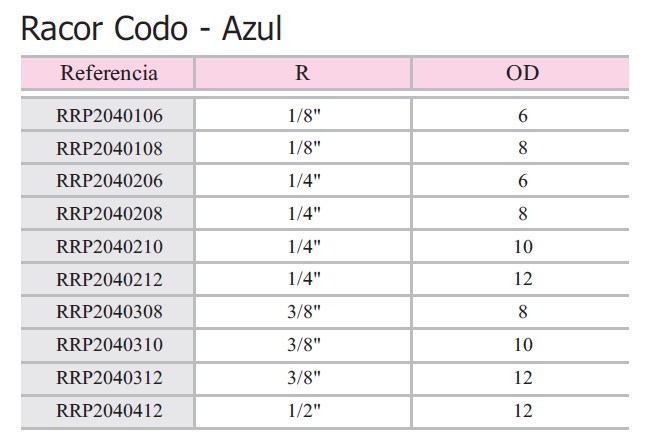 Racor Codo - Azul
Referencia R OD
RRP2040106 1/8" 6
RRP2040108 1/8" 8
RRP2040206 1/4" 6
RRP2040208 1/4" 8
RRP2040210 1/4" 10
RRP2040212 1/4" 12
RRP2040308 3/8" 8
RRP2040310 3/8" 10
RRP2040312 3/8" 12
RRP2040412 1/2" 12